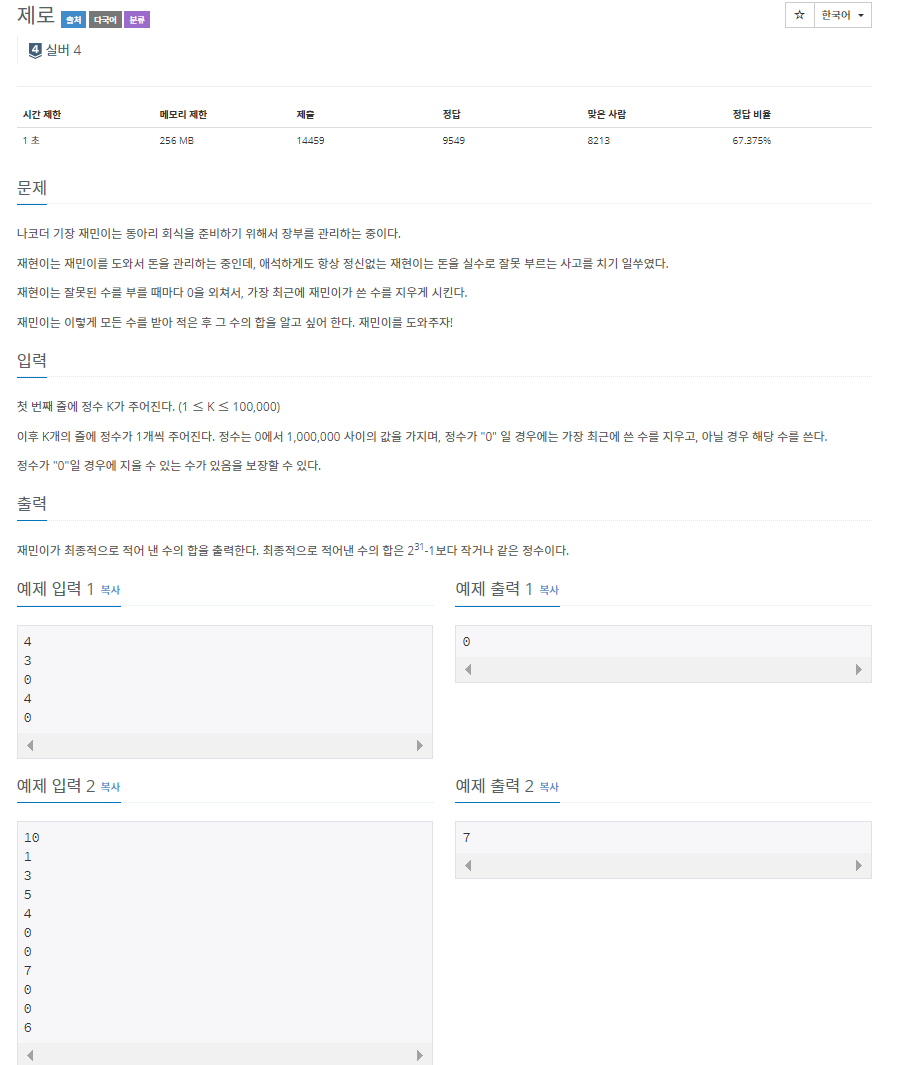 제로 출처 다국어 분류
☆ 한국어
4 실버 4
시간 제한 메모리 제한 제출 정답 맞은 사람 정답 비율
1 초 256 MB 14459 9549 8213 67.375%
문제
나코더 기장 재민이는 동아리 회식을 준비하기 위해서 장부를 관리하는 중이다.
재현이는 재민이를 도와서 돈을 관리하는 중인데, 애석하게도 항상 정신없는 재현이는 돈을 실수로 잘못 부르는 사고를 치기 일쑤였다.
재현이는 잘못된 수를 부를 때마다 0을 외쳐서, 가장 최근에 재민이가 쓴 수를 지우게 시킨다.
재민이는 이렇게 모든 수를 받아 적은 후 그 수의 합을 알고 싶어 한다. 재민이를 도와주자!
입력
첫 번째 줄에 정수 K가 주어진다. (1 ≤ K ≤ 100,000)
이후 K개의 줄에 정수가 1개씩 주어진다. 정수는 0에서 1,000,000 사이의 값을 가지며, 정수가 "0" 일 경우에는 가장 최근에 쓴 수를 지우고, 아닐 경우 해당 수를 쓴다.
정수가 "0"일 경우에 지울 수 있는 수가 있음을 보장할 수 있다.
출력
재민이가 최종적으로 적어 낸 수의 합을 출력한다. 최종적으로 적어낸 수의 합은 2^31-1보다 작거나 같은 정수이다.
예제 입력 1 복사
4
3
0
4
0
예제 출력 1 복사
0
예제 입력 2 복사
10
1
3
5
4
0
0
7
0
0
6
예제 출력 2 복사
7